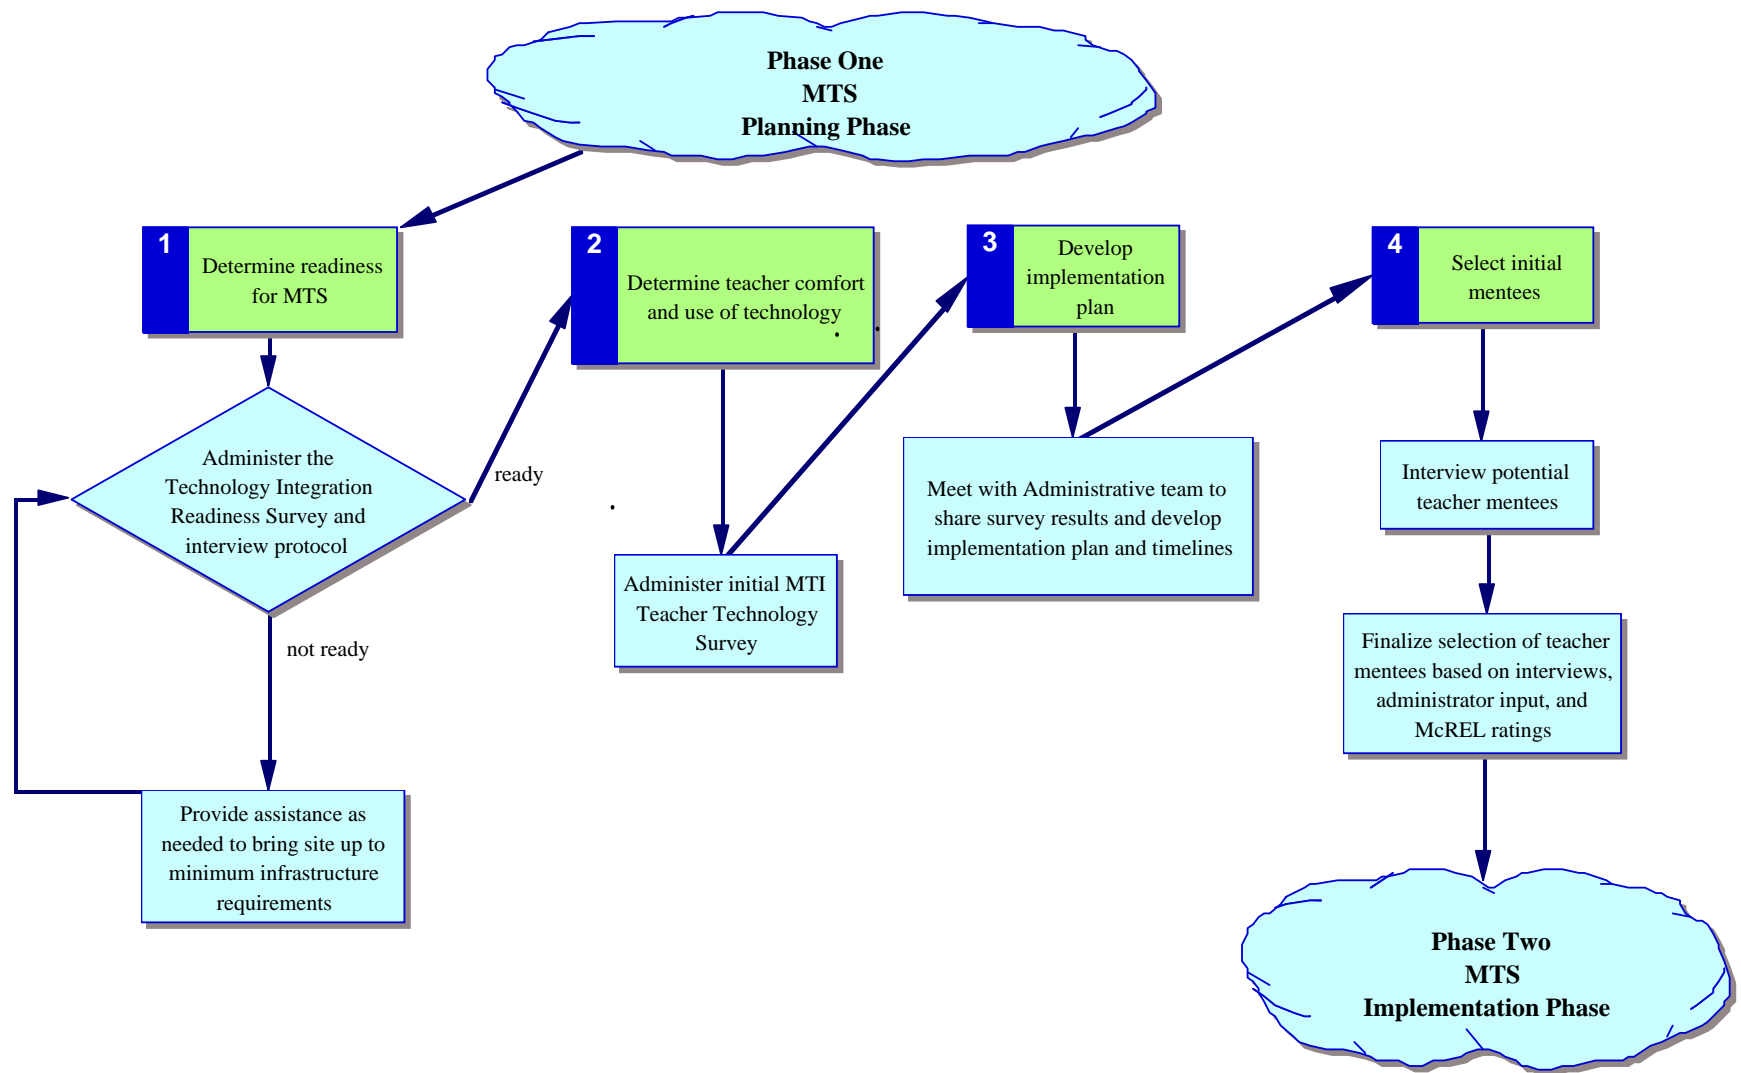 Phase One
MTS
Planning Phase
1
Determine readiness
for MTS
2
Determine teacher comfort
and use of technology
3
Develop
implementation
plan
4
Select initial
mentees
Administer the
Technology Integration
Readiness Survey and
interview protocol
ready
not ready
Provide assistance as
needed to bring site up to
minimum infrastructure
requirements
Administer initial MTI
Teacher Technology
Survey
Meet with Administrative team to
share survey results and develop
implementation plan and timelines
Interview potential
teacher mentees
Finalize selection of teacher
mentees based on interviews,
administrator input, and
McREL ratings
Phase Two
MTS
Implementation Phase